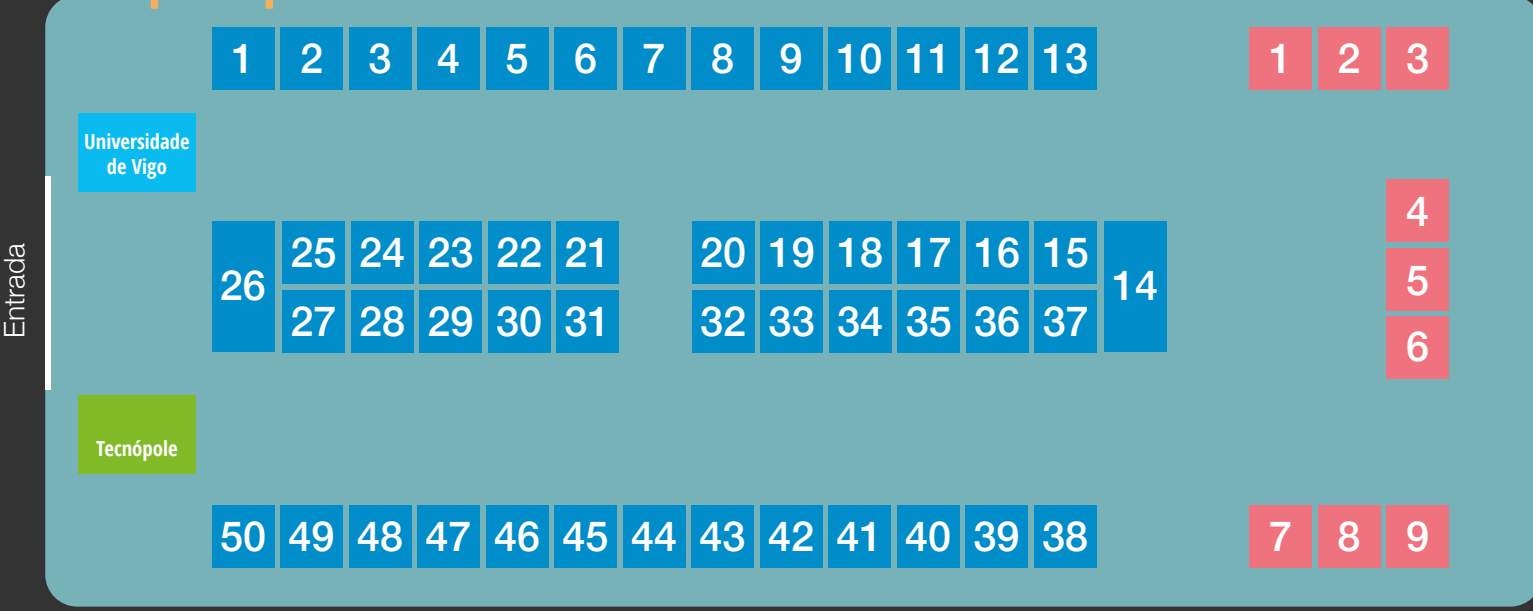 1 2 3 4 5 6 7 8 9 10 11 12 13 1 2 3
Universidade
de Vigo
Entrada
26 25 24 23 22 21 20 19 18 17 16 15 14
27 28 29 30 31 32 33 34 35 36 37
4
5
6
Tecnópole
50 49 48 47 46 45 44 43 42 41 40 39 38 7 8 9